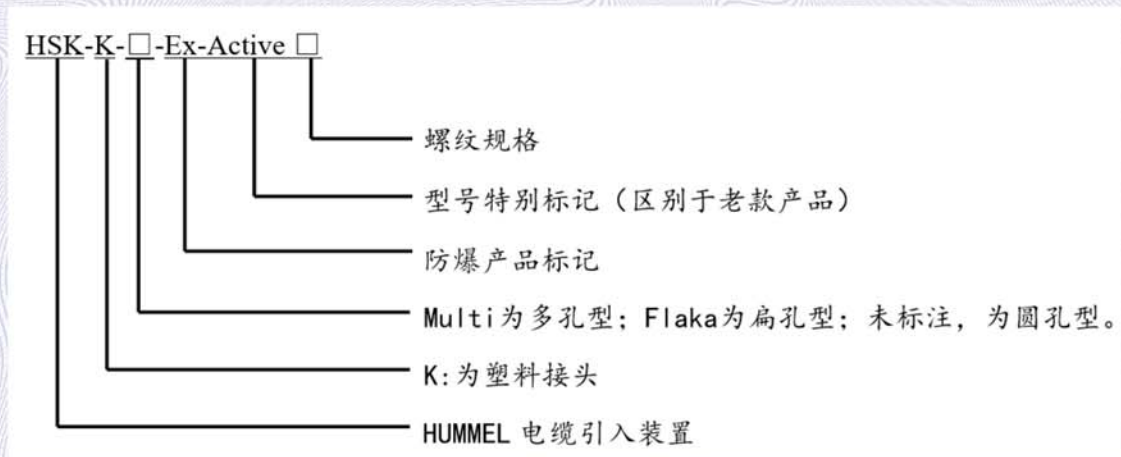 HSK-K-□-Ex-Active □
螺纹规格
型号特别标记（区别于老款产品）
防爆产品标记
Multi为多孔型；Flaka为扁孔型；未标注，为圆孔型。
K:为塑料接头
HUMMEL 电缆引入装置